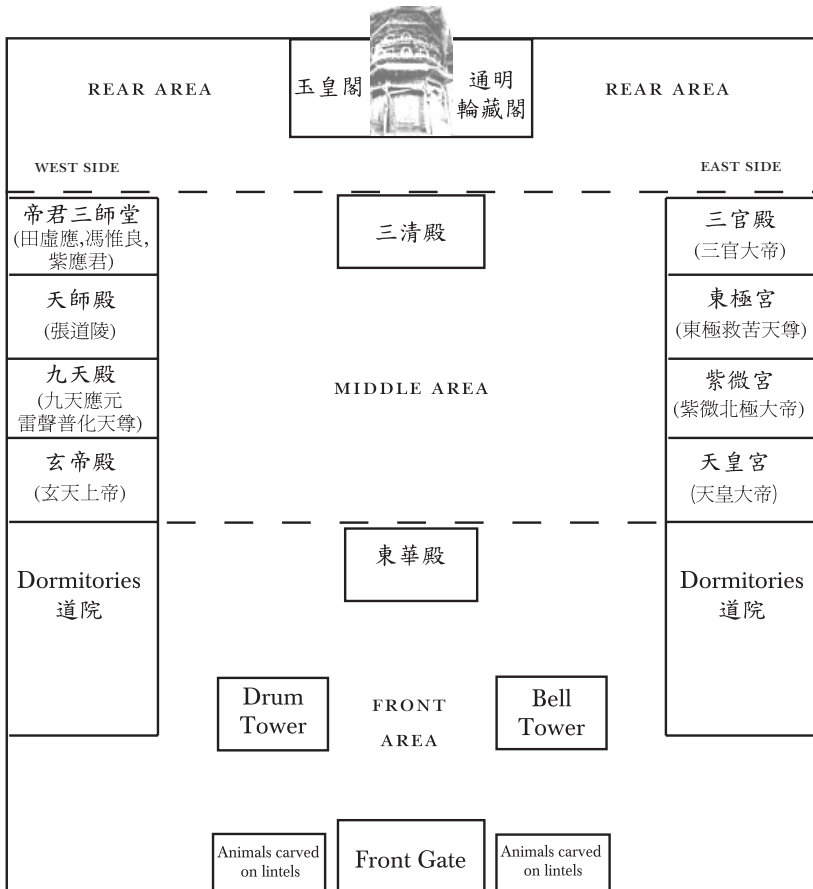 玉皇閣
通明
輪藏閣
REAR AREA
REAR AREA
WEST SIDE
EAST SIDE
帝君三師堂
(田虛應,馮惟良,
紫應君)
三清殿
三官殿
(三官大帝)
天師殿
(張道陵)
東極宮
(東極救苦天尊)
九天殿
(九天應元
雷聲普化天尊)
MIDDLE AREA
紫微宮
(紫微北極大帝)
玄帝殿
(玄天上帝)
天皇宮
(天皇大帝)
東華殿
Dormitories
道院
Dormitories
道院
Drum
Tower
FRONT
AREA
Bell
Tower
Animals carved
on lintels
Front Gate
Animals carved
on lintels